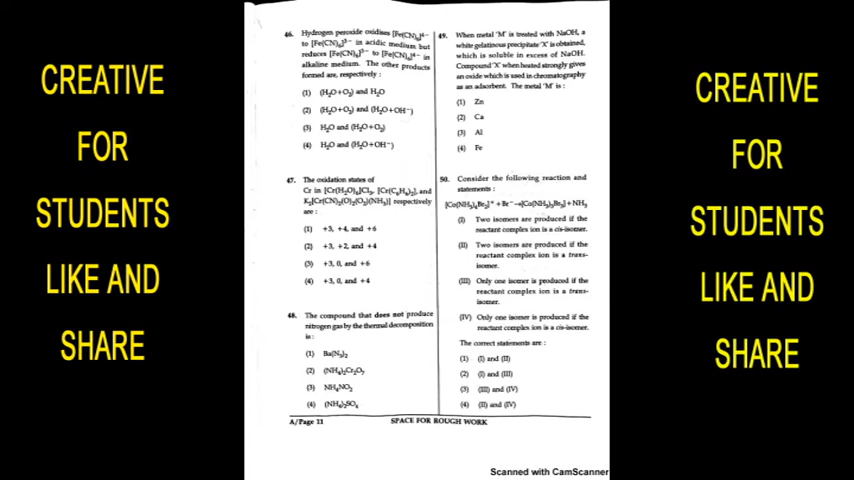 CREATIVE
FOR
STUDENTS
LIKE AND
SHARE
46. Hydrogen peroxide oxidises [Fe(CN)₆]⁴⁻
to [Fe(CN)₆]³⁻ in acidic medium but
reduces [Fe(CN)₆]³⁻ to [Fe(CN)₆]⁴⁻ in
alkaline medium. The other products
formed are, respectively :
(1) (H₂O+O₂) and H₂O
(2) (H₂O+O₂) and (H₂O+OH⁻)
(3) H₂O and (H₂O+O₂)
(4) H₂O and (H₂O+OH⁻)
47. The oxidation states of
Cr in [Cr(H₂O)₆]Cl₃, [Cr(C₆H₆)₂], and
K₂[Cr(CN)₂(O)₂(O₂)(NH₃)] respectively
are :
(1) +3, +4, and +6
(2) +3, +2, and +4
(3) +3, 0, and +6
(4) +3, 0, and +4
48. The compound that does not produce
nitrogen gas by the thermal decomposition
is :
(1) Ba(N₃)₂
(2) (NH₄)₂Cr₂O₇
(3) NH₄NO₂
(4) (NH₄)₂SO₄
49. When metal 'M' is treated with NaOH, a
white gelatinous precipitate 'X' is obtained,
which is soluble in excess of NaOH.
Compound 'X' when heated strongly gives
an oxide which is used in chromatography
as an adsorbent. The metal 'M' is :
(1) Zn
(2) Ca
(3) Al
(4) Fe
50. Consider the following reaction and
statements :
[Co(NH₃)₄Br₂]⁺ + Br⁻→[Co(NH₃)₃Br₃] + NH₃
(I) Two isomers are produced if the
reactant complex ion is a cis-isomer.
(II) Two isomers are produced if the
reactant complex ion is a trans-
isomer.
(III) Only one isomer is produced if the
reactant complex ion is a trans-
isomer.
(IV) Only one isomer is produced if the
reactant complex ion is a cis-isomer.
The correct statements are :
(1) (I) and (II)
(2) (I) and (III)
(3) (III) and (IV)
(4) (II) and (IV)
A/Page 11 SPACE FOR ROUGH WORK
Scanned with CamScanner
CREATIVE
FOR
STUDENTS
LIKE AND
SHARE